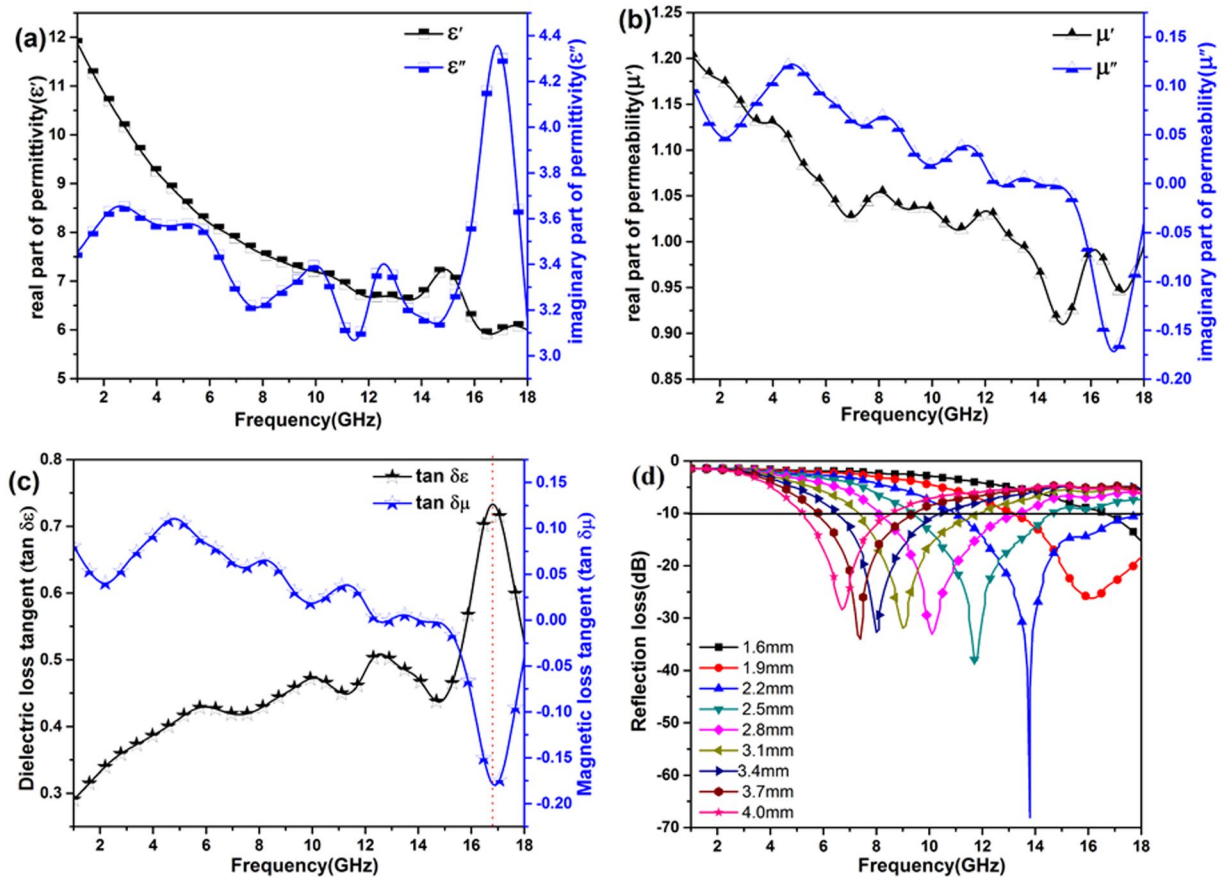 (a)
ε′
ε″
real part of permittivity(ε′)
12
11
10
9
8
7
6
5
imaginary part of permittivity(ε″)
4.4
4.2
4.0
3.8
3.6
3.4
3.2
3.0
2 4 6 8 10 12 14 16 18
Frequency(GHz)
(b)
μ′
μ″
real part of permeability(μ′)
1.25
1.20
1.15
1.10
1.05
1.00
0.95
0.90
0.85
imaginary part of permeability(μ″)
0.15
0.10
0.05
0.00
-0.05
-0.10
-0.15
-0.20
2 4 6 8 10 12 14 16 18
Frequency(GHz)
(c)
tan δε
tan δμ
Dielectric loss tangent (tan δε)
0.8
0.7
0.6
0.5
0.4
0.3
Magnetic loss tangent (tan δμ)
0.15
0.10
0.05
0.00
-0.05
-0.10
-0.15
-0.20
2 4 6 8 10 12 14 16 18
Frequency(GHz)
(d)
Reflection loss(dB)
0
-10
-20
-30
-40
-50
-60
-70
1.6mm
1.9mm
2.2mm
2.5mm
2.8mm
3.1mm
3.4mm
3.7mm
4.0mm
2 4 6 8 10 12 14 16 18
Frequency(GHz)